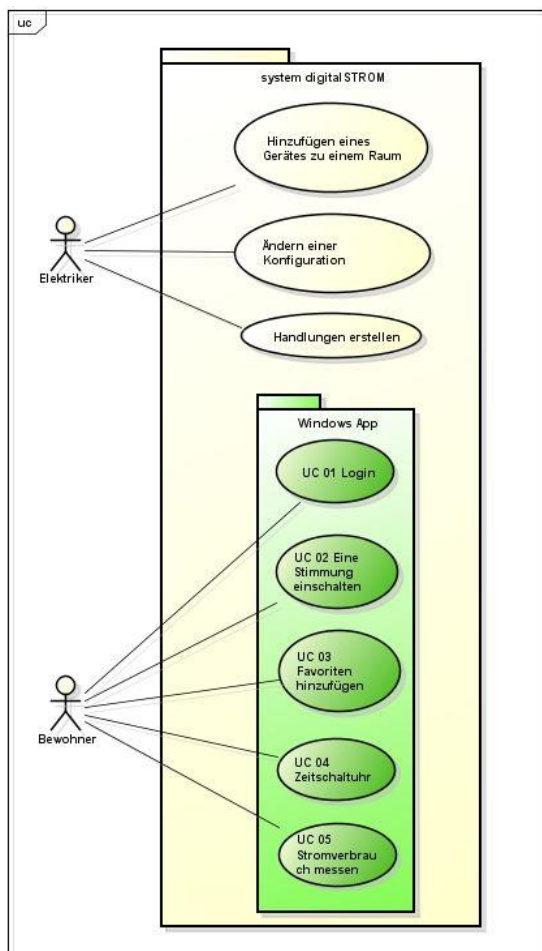 uc
system digitalSTROM
Hinzufügen eines
Gerätes zu einem Raum
Ändern einer
Konfiguration
Elektriker
Handlungen erstellen
Windows App
UC 01 Login
UC 02 Eine
Stimmung
einschalten
UC 03
Favoriten
hinzufügen
Bewohner
UC 04
Zeitschaltuhr
UC 05
Stromverbrau
ch messen